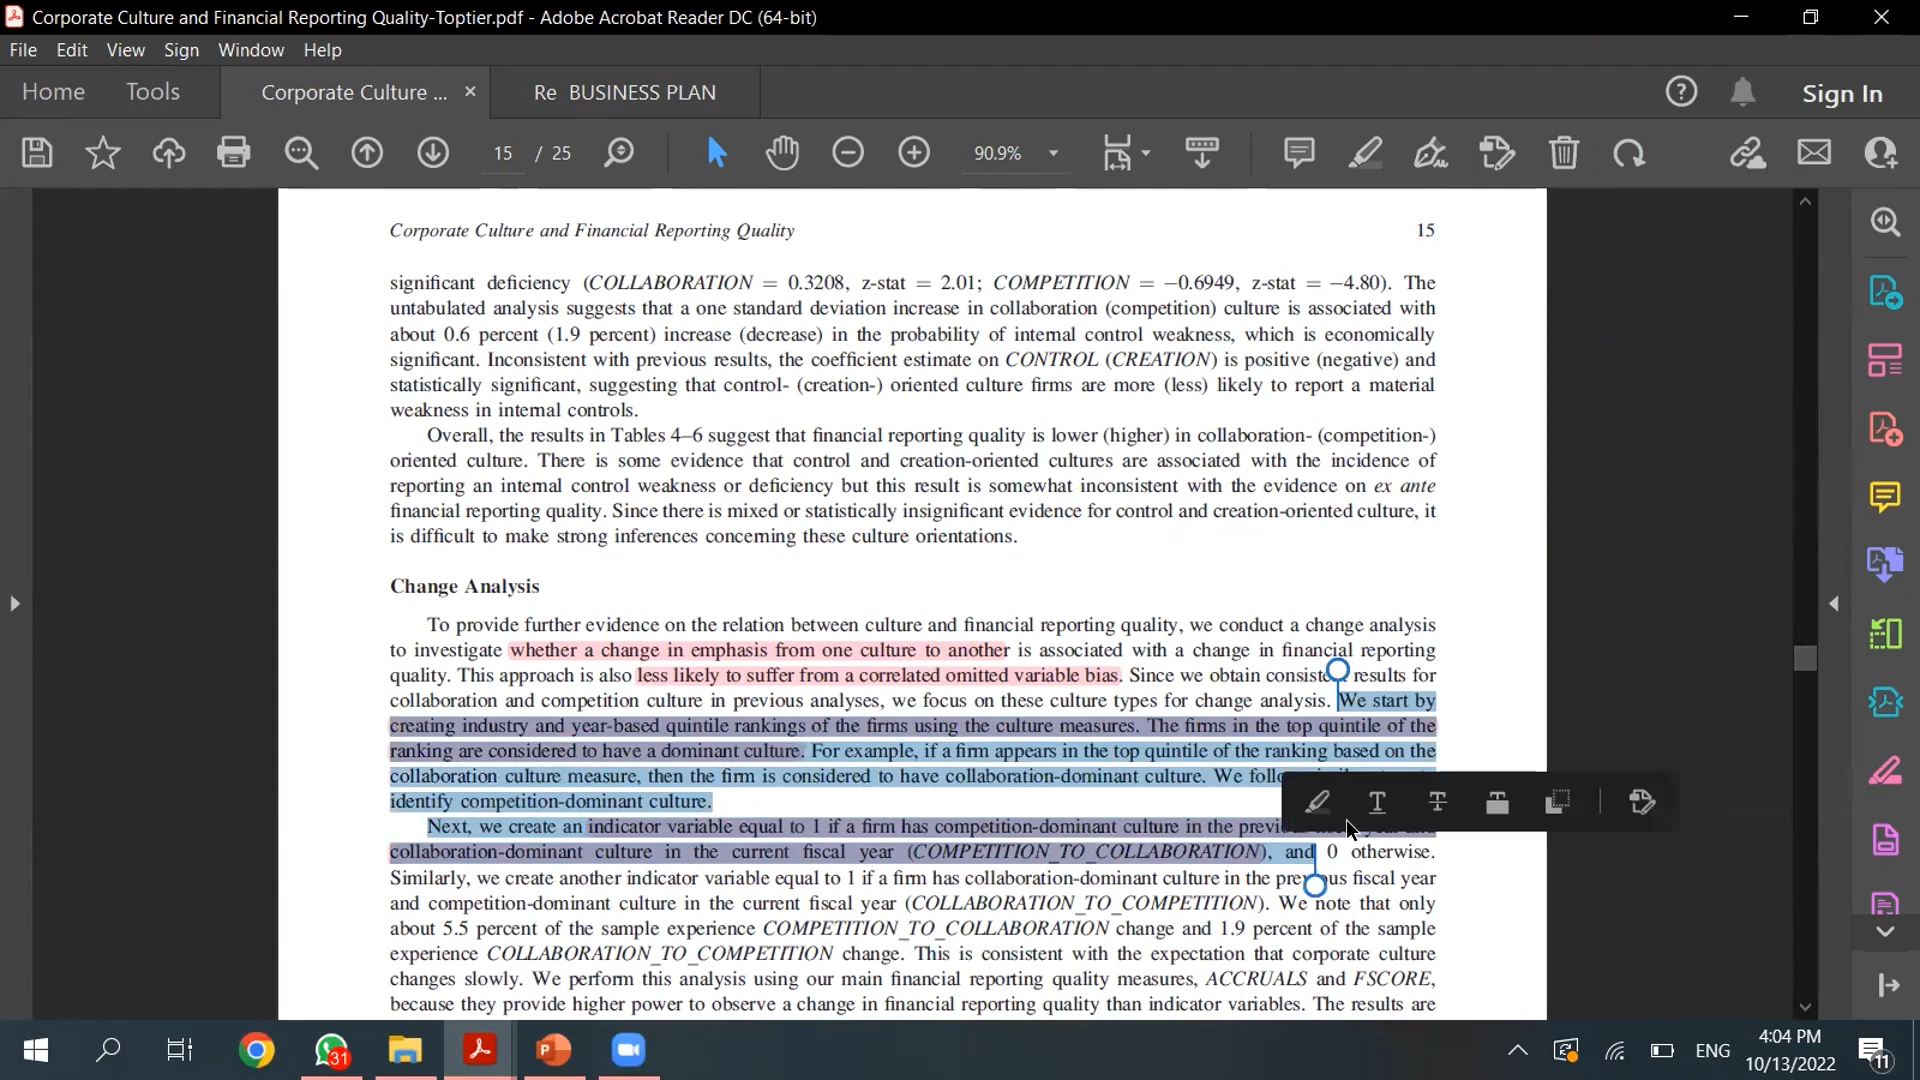 Corporate Culture and Financial Reporting Quality-Toptier.pdf - Adobe Acrobat Reader DC (64-bit)
File Edit View Sign Window Help
Home Tools Corporate Culture ... × Re BUSINESS PLAN Sign In
15 / 25 90.9%
Corporate Culture and Financial Reporting Quality 15
significant deficiency (COLLABORATION = 0.3208, z-stat = 2.01; COMPETITION = −0.6949, z-stat = −4.80). The
untabulated analysis suggests that a one standard deviation increase in collaboration (competition) culture is associated with
about 0.6 percent (1.9 percent) increase (decrease) in the probability of internal control weakness, which is economically
significant. Inconsistent with previous results, the coefficient estimate on CONTROL (CREATION) is positive (negative) and
statistically significant, suggesting that control- (creation-) oriented culture firms are more (less) likely to report a material
weakness in internal controls.
Overall, the results in Tables 4–6 suggest that financial reporting quality is lower (higher) in collaboration- (competition-)
oriented culture. There is some evidence that control and creation-oriented cultures are associated with the incidence of
reporting an internal control weakness or deficiency but this result is somewhat inconsistent with the evidence on ex ante
financial reporting quality. Since there is mixed or statistically insignificant evidence for control and creation-oriented culture, it
is difficult to make strong inferences concerning these culture orientations.
Change Analysis
To provide further evidence on the relation between culture and financial reporting quality, we conduct a change analysis
to investigate whether a change in emphasis from one culture to another is associated with a change in financial reporting
quality. This approach is also less likely to suffer from a correlated omitted variable bias. Since we obtain consistent results for
collaboration and competition culture in previous analyses, we focus on these culture types for change analysis. We start by
creating industry and year-based quintile rankings of the firms using the culture measures. The firms in the top quintile of the
ranking are considered to have a dominant culture. For example, if a firm appears in the top quintile of the ranking based on the
collaboration culture measure, then the firm is considered to have collaboration-dominant culture. We follo
identify competition-dominant culture.
Next, we create an indicator variable equal to 1 if a firm has competition-dominant culture in the previous
collaboration-dominant culture in the current fiscal year (COMPETITION_TO_COLLABORATION), and 0 otherwise.
Similarly, we create another indicator variable equal to 1 if a firm has collaboration-dominant culture in the previous fiscal year
and competition-dominant culture in the current fiscal year (COLLABORATION_TO_COMPETITION). We note that only
about 5.5 percent of the sample experience COMPETITION_TO_COLLABORATION change and 1.9 percent of the sample
experience COLLABORATION_TO_COMPETITION change. This is consistent with the expectation that corporate culture
changes slowly. We perform this analysis using our main financial reporting quality measures, ACCRUALS and FSCORE,
because they provide higher power to observe a change in financial reporting quality than indicator variables. The results are
31
ENG
4:04 PM
10/13/2022
11